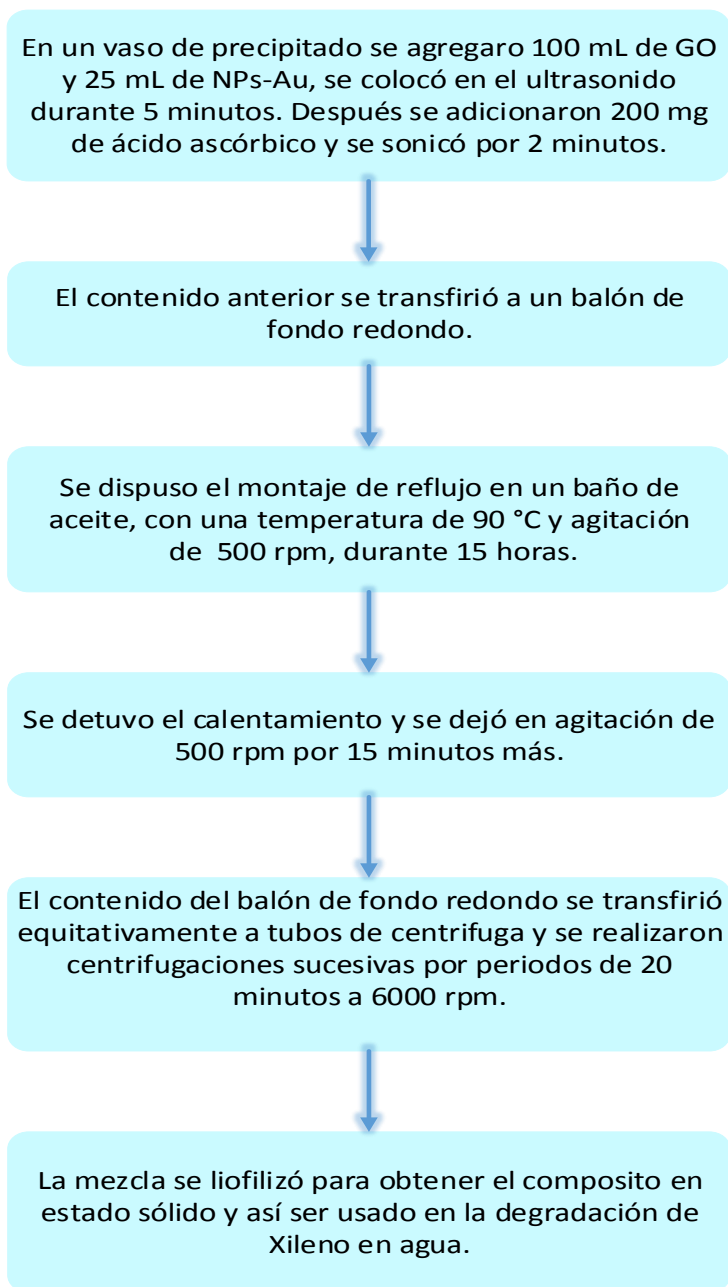 En un vaso de precipitado se agregaro 100 mL de GO
y 25 mL de NPs-Au, se colocó en el ultrasonido
durante 5 minutos. Después se adicionaron 200 mg
de ácido ascórbico y se sonicó por 2 minutos.
El contenido anterior se transfirió a un balón de
fondo redondo.
Se dispuso el montaje de reflujo en un baño de
aceite, con una temperatura de 90 °C y agitación
de 500 rpm, durante 15 horas.
Se detuvo el calentamiento y se dejó en agitación de
500 rpm por 15 minutos más.
El contenido del balón de fondo redondo se transfirió
equitativamente a tubos de centrifuga y se realizaron
centrifugaciones sucesivas por periodos de 20
minutos a 6000 rpm.
La mezcla se liofilizó para obtener el composito en
estado sólido y así ser usado en la degradación de
Xileno en agua.